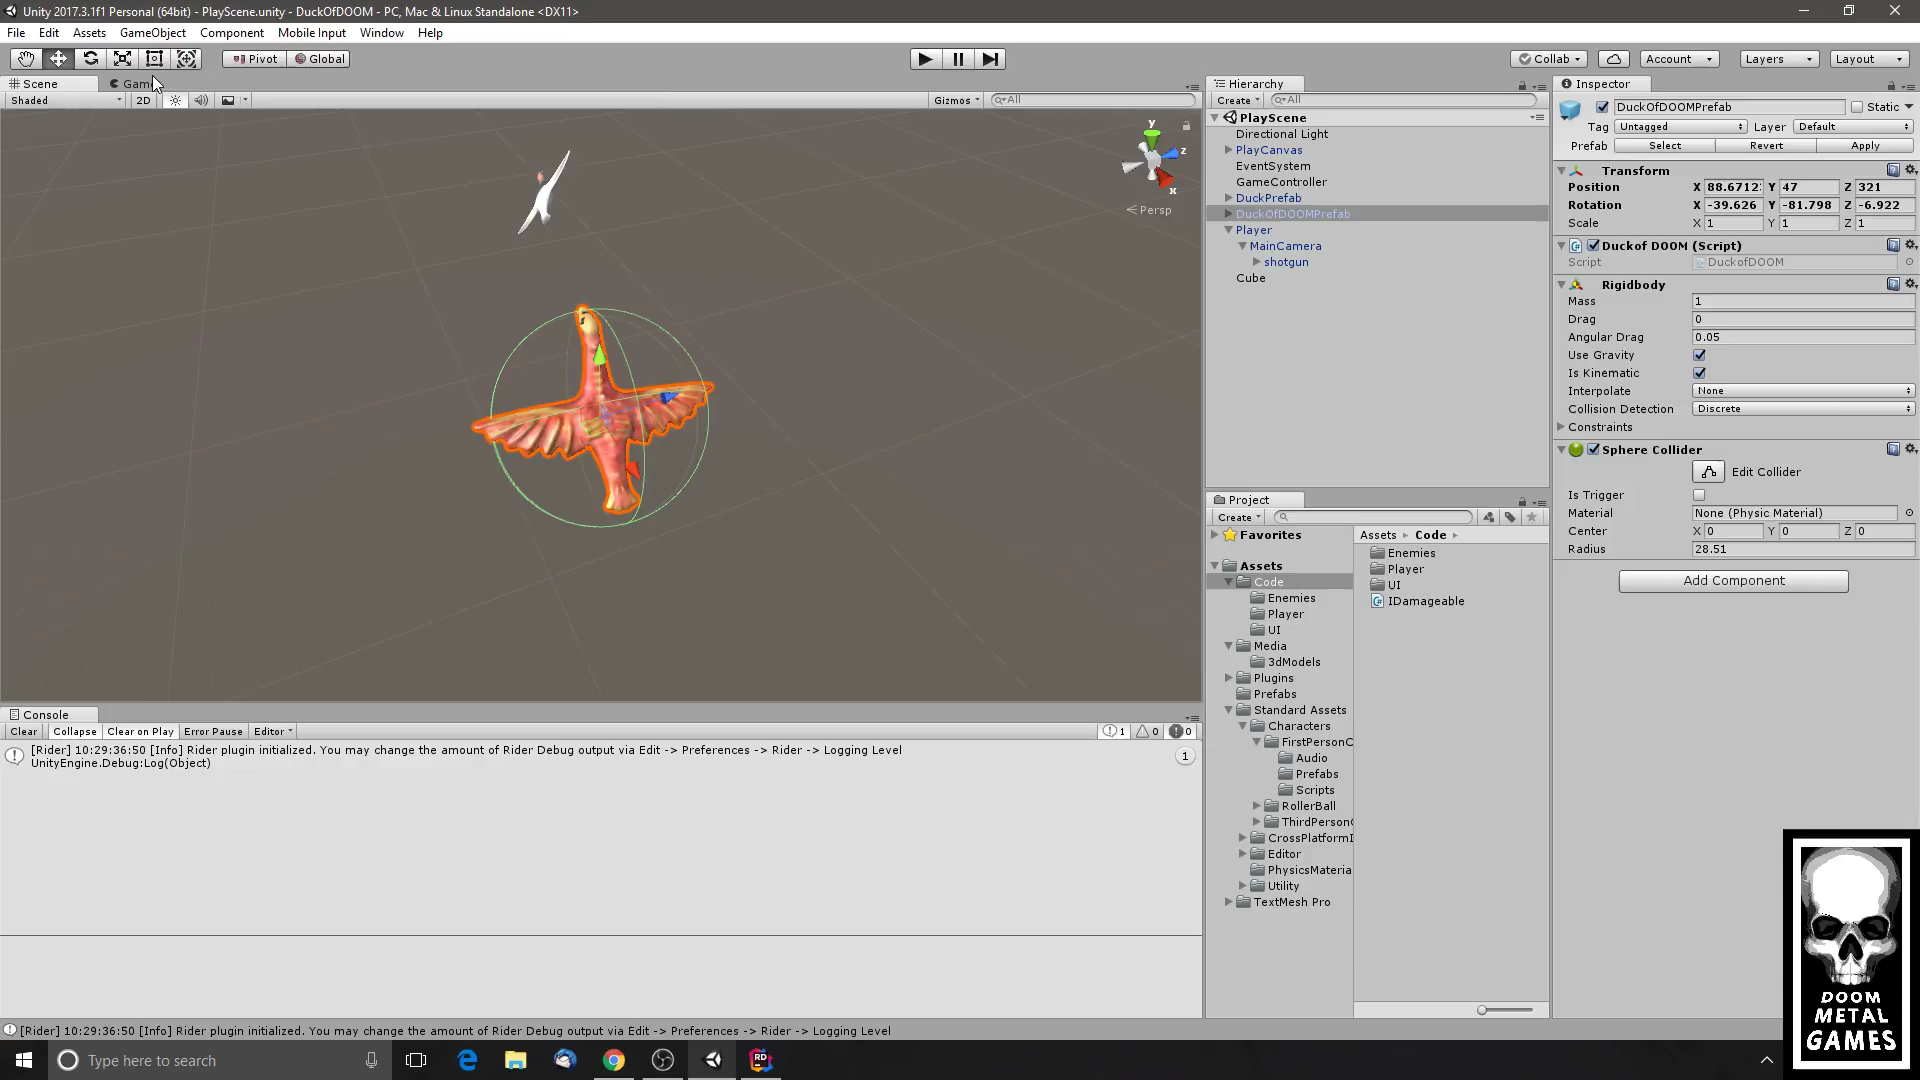 Unity 2017.3.1f1 Personal (64bit) - PlayScene.unity - DuckOfDOOM - PC, Mac & Linux Standalone <DX11>
File Edit Assets GameObject Component Mobile Input Window Help
Pivot Global Collab Account Layers Layout
Scene Game
Shaded 2D Gizmos All
y
z
x
Persp
Hierarchy
Create All
PlayScene
Directional Light
PlayCanvas
EventSystem
GameController
DuckPrefab
DuckOfDOOMPrefab
Player
MainCamera
shotgun
Cube
Inspector
DuckOfDOOMPrefab Static
Tag Untagged Layer Default
Prefab Select Revert Apply
Transform
Position X 88.6712 Y 47 Z 321
Rotation X -39.626 Y -81.798 Z -6.922
Scale X 1 Y 1 Z 1
Duckof DOOM (Script)
Script DuckofDOOM
Rigidbody
Mass 1
Drag 0
Angular Drag 0.05
Use Gravity
Is Kinematic
Interpolate None
Collision Detection Discrete
Constraints
Sphere Collider
Edit Collider
Is Trigger
Material None (Physic Material)
Center X 0 Y 0 Z 0
Radius 28.51
Add Component
Project
Create
Favorites
Assets
Code
Enemies
Player
UI
Media
3dModels
Plugins
Prefabs
Standard Assets
Characters
FirstPersonC
Audio
Prefabs
Scripts
RollerBall
ThirdPerson
CrossPlatformI
Editor
PhysicsMateria
Utility
TextMesh Pro
Assets Code
Enemies
Player
UI
IDamageable
Console
Clear Collapse Clear on Play Error Pause Editor 1 0 0
[Rider] 10:29:36:50 [Info] Rider plugin initialized. You may change the amount of Rider Debug output via Edit -> Preferences -> Rider -> Logging Level
UnityEngine.Debug:Log(Object)
1
[Rider] 10:29:36:50 [Info] Rider plugin initialized. You may change the amount of Rider Debug output via Edit -> Preferences -> Rider -> Logging Level
Type here to search
RD
DOOM
METAL
GAMES